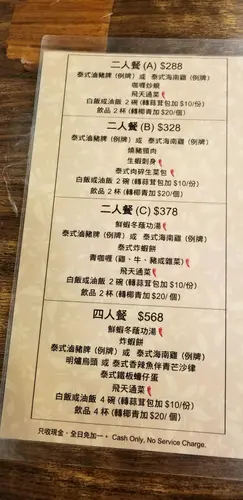 二人餐 (A) $288
泰式滷豬脾 (例牌) 或 泰式海南雞 (例牌)
咖喱炒蜆
飛天通菜
白飯或油飯 2 碗 (轉蒜茸包加 $10/份)
飲品 2 杯 (轉椰青加 $20/個)
二人餐 (B) $328
泰式滷豬脾 (例牌) 或 泰式海南雞 (例牌)
燒豬頸肉
生蝦刺身
泰式肉碎生菜包
白飯或油飯 2 碗 (轉蒜茸包加 $10/份)
飲品 2 杯 (轉椰青加 $20/個)
二人餐 (C) $378
鮮蝦冬蔭功湯
泰式滷豬脾 (例牌) 或 泰式海南雞 (例牌)
泰式炸蝦餅
青咖喱 (雞、牛、豬或雜菜)
飛天通菜
白飯或油飯 2 碗 (轉蒜茸包加 $10/份)
飲品 2 杯 (轉椰青加 $20/個)
四人餐 $568
鮮蝦冬蔭功湯
炸蝦餅
泰式滷豬脾 (例牌) 或 泰式海南雞 (例牌)
明爐烏頭 或 泰式香辣魚伴青芒沙律
泰式鐵板蠔仔蛋
飛天通菜
白飯或油飯 4 碗 (轉蒜茸包加 $10/份)
飲品 4 杯 (轉椰青加 $20/個)
只收現金、全日免加一。 Cash Only, No Service Charge.